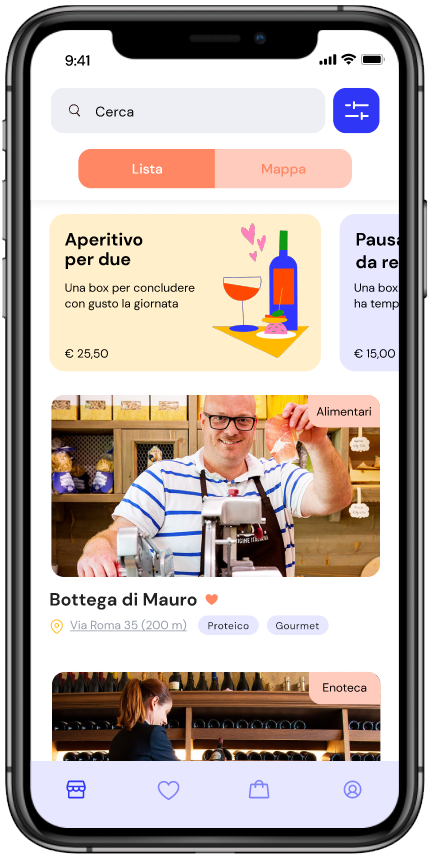 9:41
Cerca
Lista
Mappa
Aperitivo
per due
Una box per concludere
con gusto la giornata
€ 25,50
Pausa
da re
Una box
ha temp
€ 15,00
Alimentari
Bottega di Mauro
Via Roma 35 (200 m)
Proteico
Gourmet
Enoteca